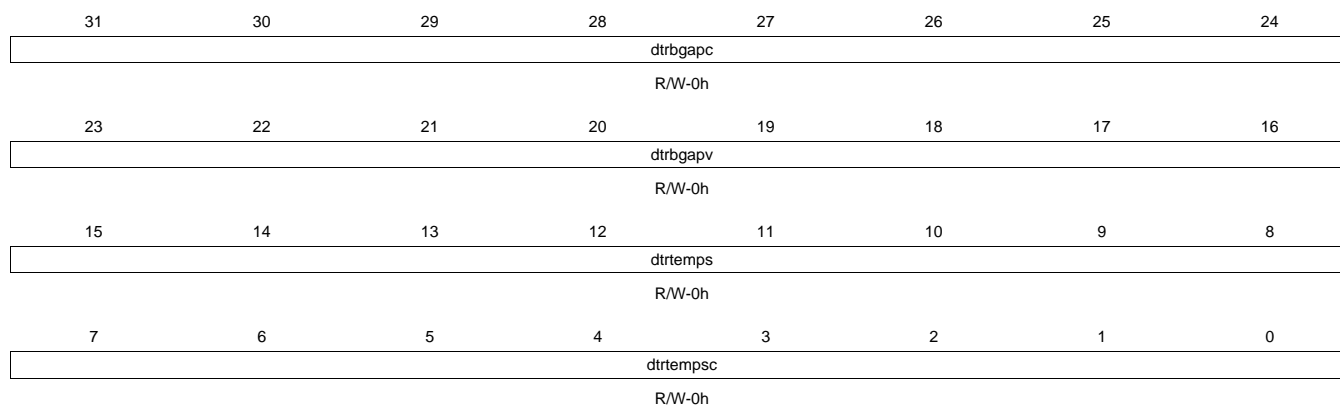 31 30 29 28 27 26 25 24
dtrbgapc
R/W-0h
23 22 21 20 19 18 17 16
dtrbgapv
R/W-0h
15 14 13 12 11 10 9 8
dtrtemps
R/W-0h
7 6 5 4 3 2 1 0
dtrtempsc
R/W-0h